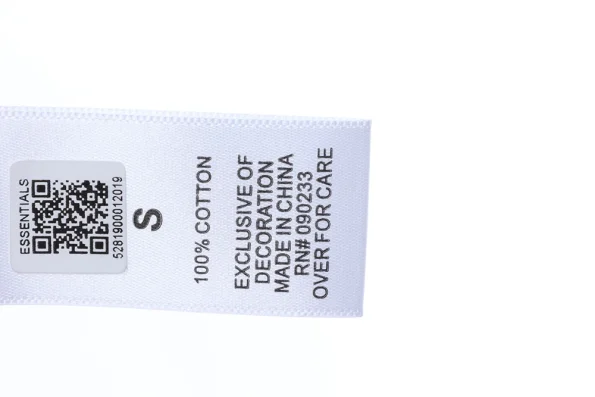 ESSENTIALS
5281900012019
S
100% COTTON
EXCLUSIVE OF
DECORATION
MADE IN CHINA
RN# 090233
OVER FOR CARE